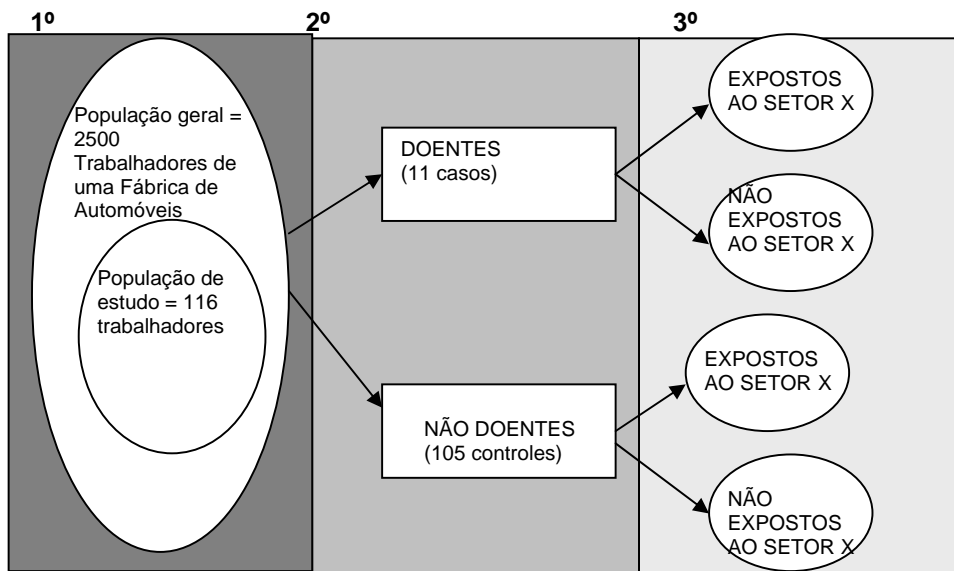 1º
2º
3º
População geral =
2500
Trabalhadores de
uma Fábrica de
Automóveis
População de
estudo = 116
trabalhadores
DOENTES
(11 casos)
NÃO DOENTES
(105 controles)
EXPOSTOS
AO SETOR X
NÃO
EXPOSTOS
AO SETOR X
EXPOSTOS
AO SETOR X
NÃO
EXPOSTOS
AO SETOR X